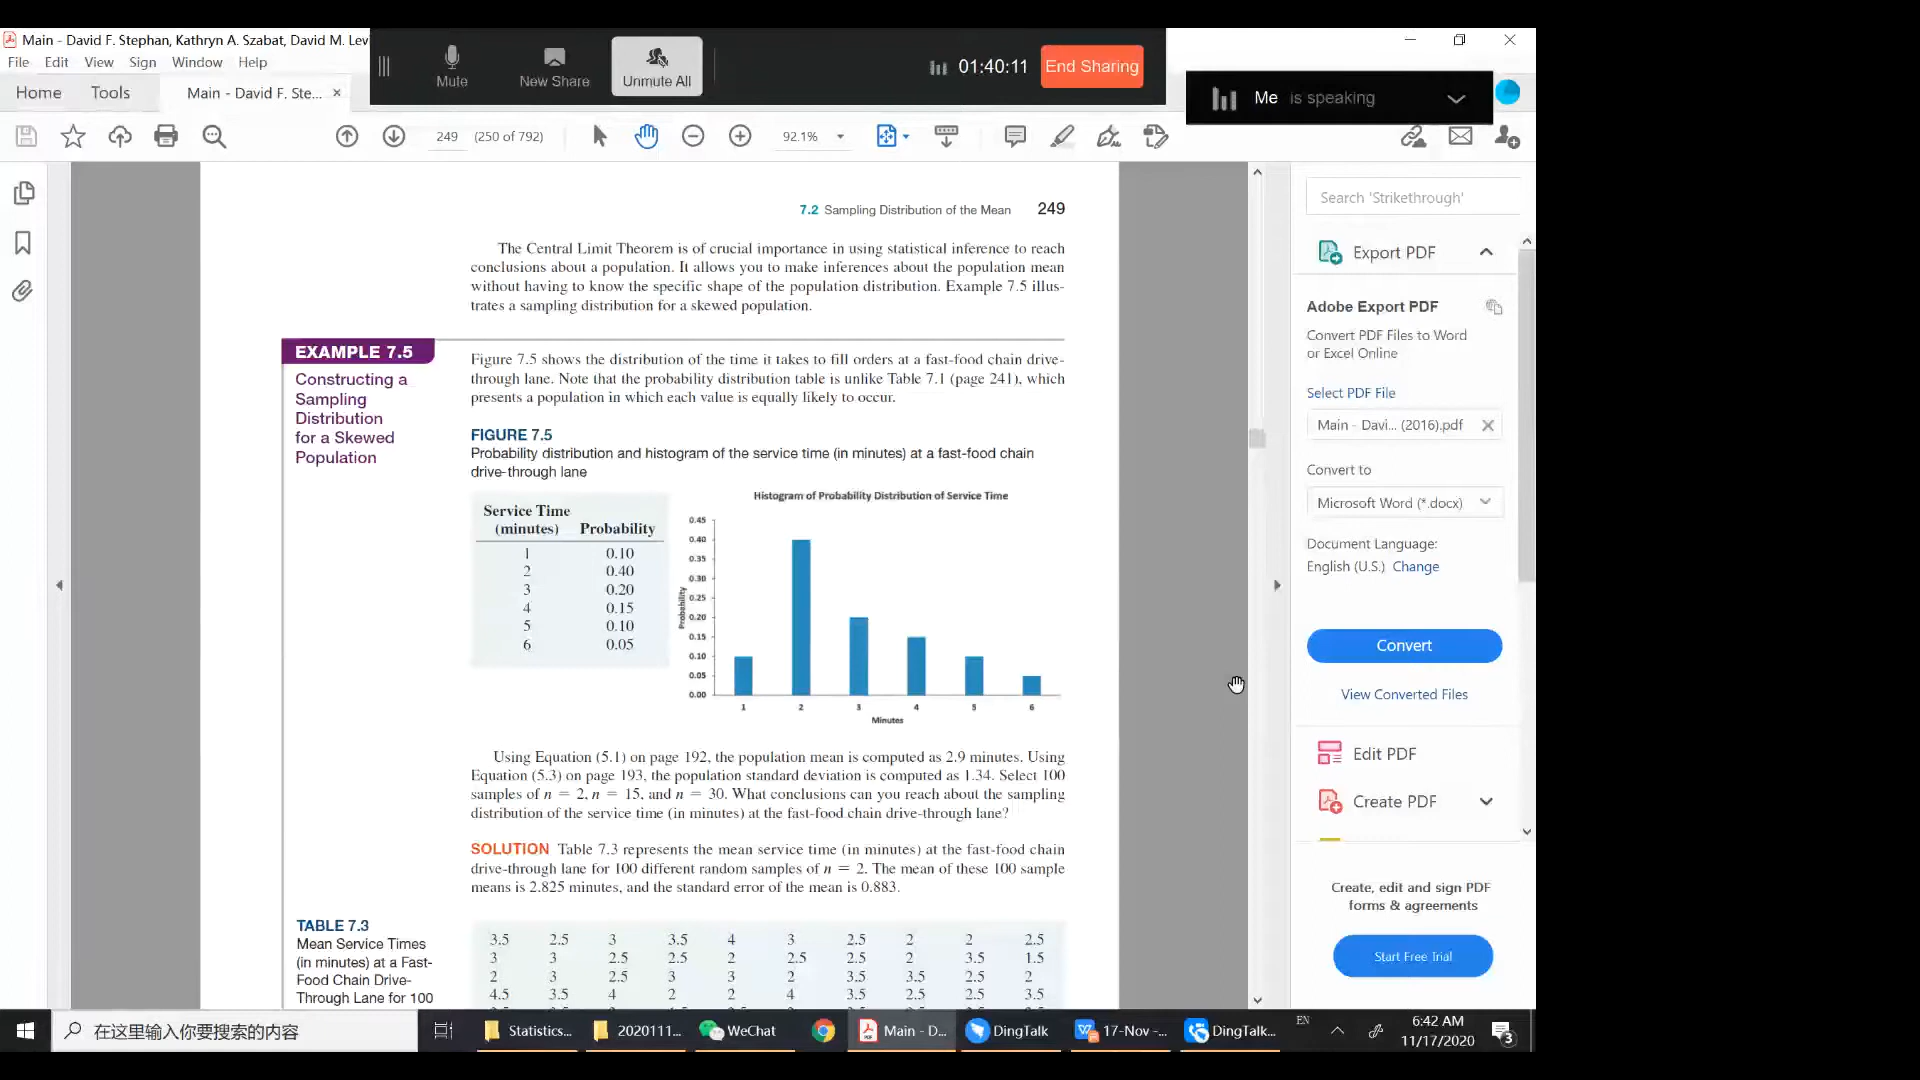 Main - David F. Stephan, Kathryn A. Szabat, David M. Lev
File Edit View Sign Window Help
Mute
New Share
Unmute All
01:40:11
End Sharing
Me is speaking
Home Tools Main - David F. Ste... ×
249 (250 of 792)
92.1%
7.2 Sampling Distribution of the Mean 249
The Central Limit Theorem is of crucial importance in using statistical inference to reach
conclusions about a population. It allows you to make inferences about the population mean
without having to know the specific shape of the population distribution. Example 7.5 illus-
trates a sampling distribution for a skewed population.
EXAMPLE 7.5
Constructing a
Sampling
Distribution
for a Skewed
Population
Figure 7.5 shows the distribution of the time it takes to fill orders at a fast-food chain drive-
through lane. Note that the probability distribution table is unlike Table 7.1 (page 241), which
presents a population in which each value is equally likely to occur.
FIGURE 7.5
Probability distribution and histogram of the service time (in minutes) at a fast-food chain
drive-through lane
Service Time
(minutes) Probability
1 0.10
2 0.40
3 0.20
4 0.15
5 0.10
6 0.05
Histogram of Probability Distribution of Service Time
Probability
0.45
0.40
0.35
0.30
0.25
0.20
0.15
0.10
0.05
0.00
1 2 3 4 5 6
Minutes
Using Equation (5.1) on page 192, the population mean is computed as 2.9 minutes. Using
Equation (5.3) on page 193, the population standard deviation is computed as 1.34. Select 100
samples of n = 2, n = 15, and n = 30. What conclusions can you reach about the sampling
distribution of the service time (in minutes) at the fast-food chain drive-through lane?
SOLUTION Table 7.3 represents the mean service time (in minutes) at the fast-food chain
drive-through lane for 100 different random samples of n = 2. The mean of these 100 sample
means is 2.825 minutes, and the standard error of the mean is 0.883.
TABLE 7.3
Mean Service Times
(in minutes) at a Fast-
Food Chain Drive-
Through Lane for 100
3.5 2.5 3 3.5 4 3 2.5 2 2 2.5
3 3 2.5 2.5 2 2.5 2.5 2 3.5 1.5
2 3 2.5 3 3 2 3.5 3.5 2.5 2
4.5 3.5 4 2 2 4 3.5 2.5 2.5 3.5
Search 'Strikethrough'
Export PDF
Adobe Export PDF
Convert PDF Files to Word
or Excel Online
Select PDF File
Main - Davi... (2016).pdf
Convert to
Microsoft Word (*.docx)
Document Language:
English (U.S.) Change
Convert
View Converted Files
Edit PDF
Create PDF
Create, edit and sign PDF
forms & agreements
Start Free Trial
在这里输入你要搜索的内容
Statistics...
2020111...
WeChat
Main - D...
DingTalk
17-Nov -...
DingTalk...
EN
6:42 AM
11/17/2020
3